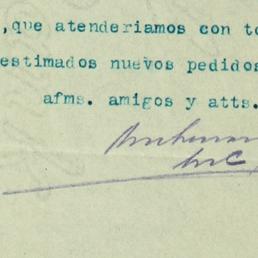 ,que atenderiamos con to
estimados nuevos pedidos
afms. amigos y atts.